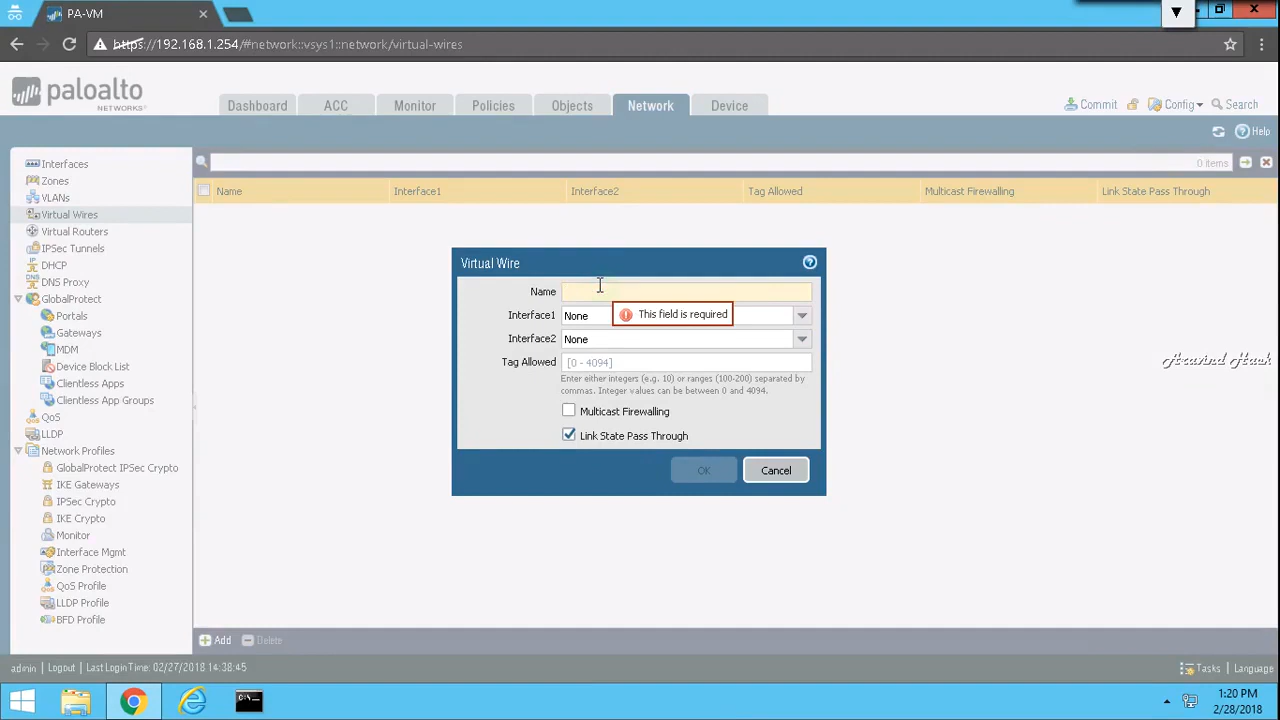 PA-VM
https://192.168.1.254/#network::vsys1::network/virtual-wires
paloalto
NETWORKS
Dashboard ACC Monitor Policies Objects Network Device
Commit Config Search
Help
Interfaces
Zones
VLANs
Virtual Wires
Virtual Routers
IPSec Tunnels
DHCP
DNS Proxy
GlobalProtect
Portals
Gateways
MDM
Device Block List
Clientless Apps
Clientless App Groups
QoS
LLDP
Network Profiles
GlobalProtect IPSec Crypto
IKE Gateways
IPSec Crypto
IKE Crypto
Monitor
Interface Mgmt
Zone Protection
QoS Profile
LLDP Profile
BFD Profile
0 items
Name Interface1 Interface2 Tag Allowed Multicast Firewalling Link State Pass Through
Virtual Wire
Name
This field is required
Interface1 None
Interface2 None
Tag Allowed [0 - 4094]
Enter either integers (e.g. 10) or ranges (100-200) separated by
commas. Integer values can be between 0 and 4094.
Multicast Firewalling
Link State Pass Through
OK Cancel
Aravind Hack
Add Delete
admin | Logout | Last Login Time: 02/27/2018 14:38:45
Tasks | Language
1:20 PM
2/28/2018